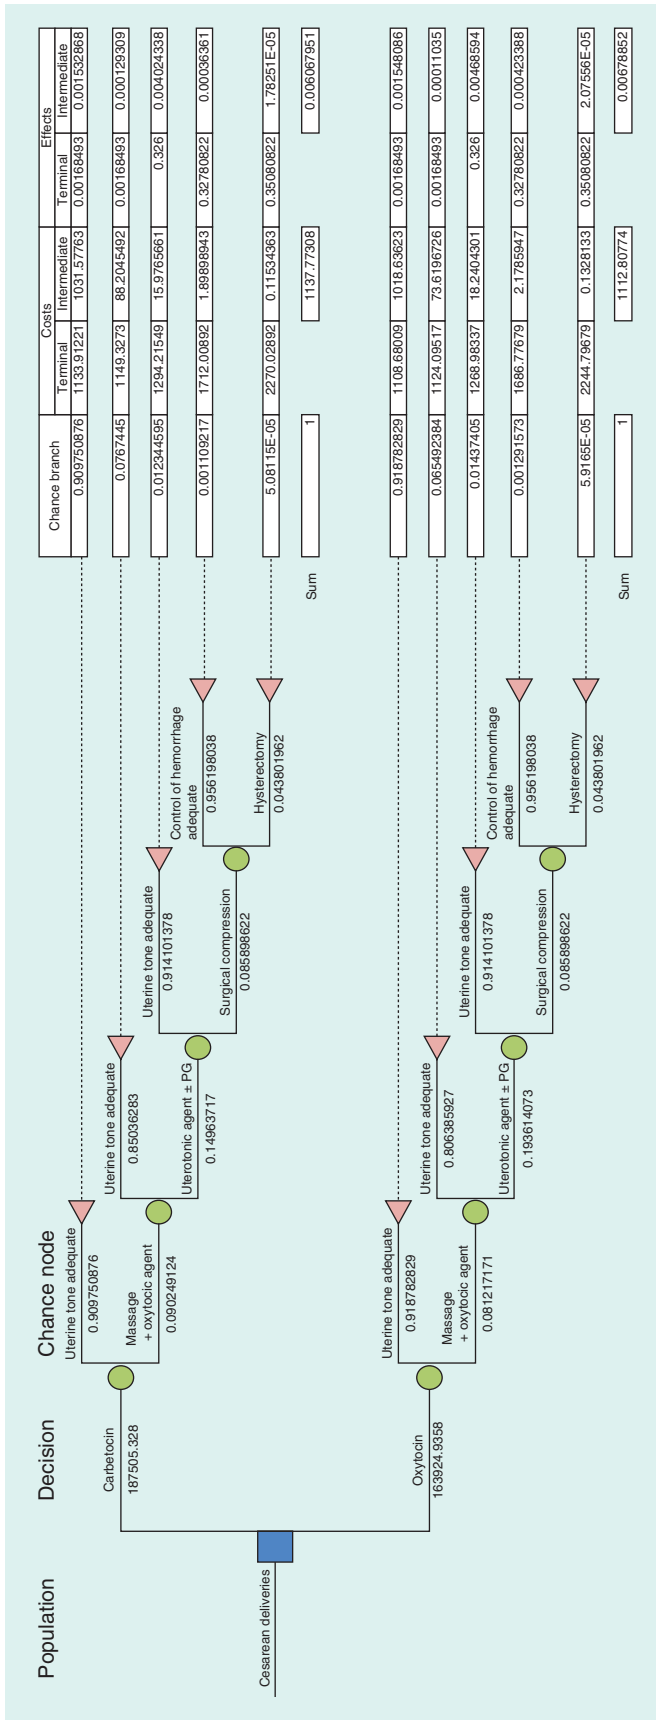 Population
Decision
Chance node
Chance branch
Costs
Effects
Terminal
Intermediate
Terminal
Intermediate
Cesarean deliveries
Carbetocin
187505.328
Uterine tone adequate
0.909750876
0.909750876
1133.91221
1031.57763
0.00168493
0.001532868
Massage
+ oxytocic agent
0.090249124
Uterine tone adequate
0.85036283
0.0767445
1149.3273
88.2045492
0.00168493
0.000129309
Uterotonic agent ± PG
0.14963717
Uterine tone adequate
0.914101378
0.012344595
1294.21549
15.9765661
0.326
0.004024338
Surgical compression
0.085898622
Control of hemorrhage
adequate
0.956198038
0.001109217
1712.00892
1.89898943
0.32780822
0.00036361
Hysterectomy
0.043801962
5.08115E-05
2270.02892
0.11534363
0.35080822
1.78251E-05
Sum
1
1137.77308
0.006067951
Oxytocin
163924.9358
Uterine tone adequate
0.918782829
0.918782829
1108.68009
1018.63623
0.00168493
0.001548086
Massage
+ oxytocic agent
0.081217171
Uterine tone adequate
0.806385927
0.065492384
1124.09517
73.6196726
0.00168493
0.00011035
Uterotonic agent ± PG
0.193614073
Uterine tone adequate
0.914101378
0.01437405
1268.98337
18.2404301
0.326
0.00468594
Surgical compression
0.085898622
Control of hemorrhage
adequate
0.956198038
0.001291573
1686.77679
2.1785947
0.32780822
0.000423388
Hysterectomy
0.043801962
5.9165E-05
2244.79679
0.1328133
0.35080822
2.07556E-05
Sum
1
1112.80774
0.00678852